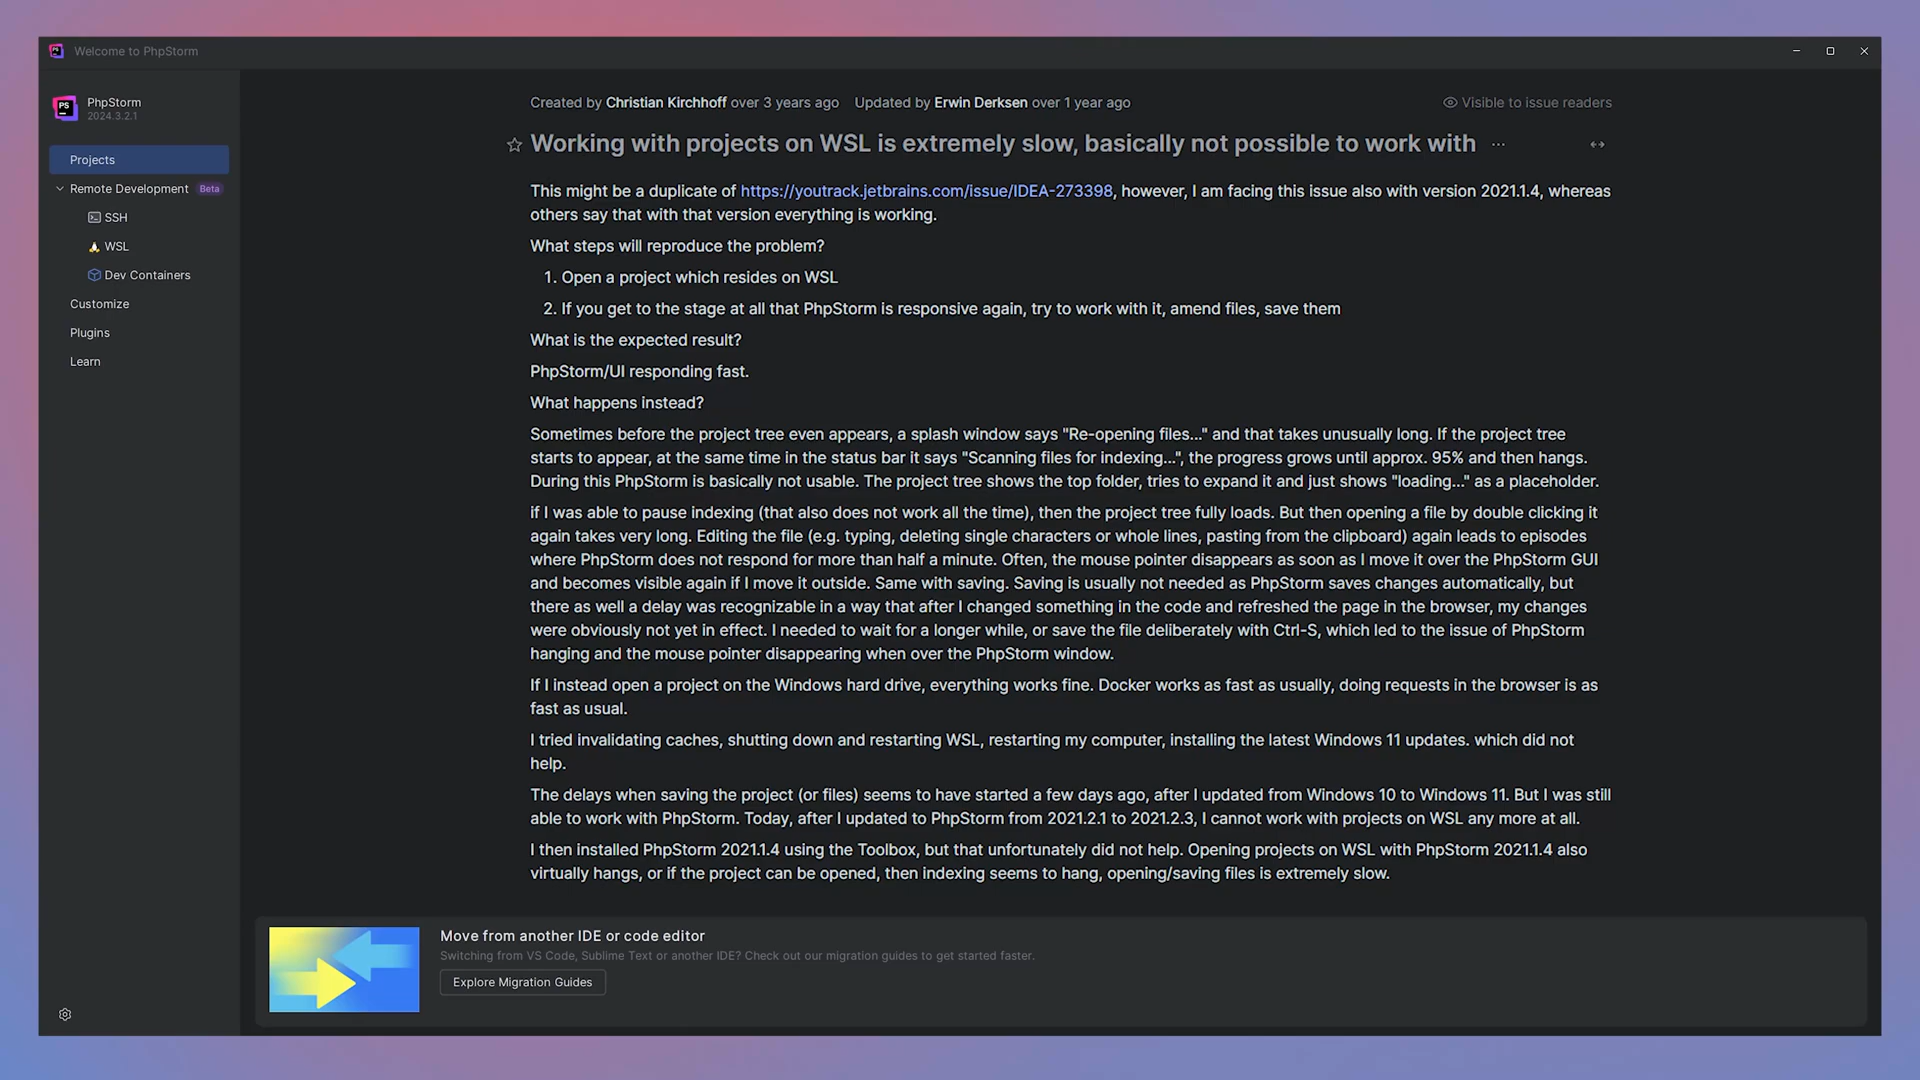 Welcome to PhpStorm
PS
PhpStorm
2024.3.2.1
Projects
Remote Development Beta
SSH
WSL
Dev Containers
Customize
Plugins
Learn
Created by Christian Kirchhoff over 3 years ago Updated by Erwin Derksen over 1 year ago
Visible to issue readers
Working with projects on WSL is extremely slow, basically not possible to work with
This might be a duplicate of https://youtrack.jetbrains.com/issue/IDEA-273398, however, I am facing this issue also with version 2021.1.4, whereas
others say that with that version everything is working.
What steps will reproduce the problem?
1. Open a project which resides on WSL
2. If you get to the stage at all that PhpStorm is responsive again, try to work with it, amend files, save them
What is the expected result?
PhpStorm/UI responding fast.
What happens instead?
Sometimes before the project tree even appears, a splash window says "Re-opening files..." and that takes unusually long. If the project tree
starts to appear, at the same time in the status bar it says "Scanning files for indexing...", the progress grows until approx. 95% and then hangs.
During this PhpStorm is basically not usable. The project tree shows the top folder, tries to expand it and just shows "loading..." as a placeholder.
if I was able to pause indexing (that also does not work all the time), then the project tree fully loads. But then opening a file by double clicking it
again takes very long. Editing the file (e.g. typing, deleting single characters or whole lines, pasting from the clipboard) again leads to episodes
where PhpStorm does not respond for more than half a minute. Often, the mouse pointer disappears as soon as I move it over the PhpStorm GUI
and becomes visible again if I move it outside. Same with saving. Saving is usually not needed as PhpStorm saves changes automatically, but
there as well a delay was recognizable in a way that after I changed something in the code and refreshed the page in the browser, my changes
were obviously not yet in effect. I needed to wait for a longer while, or save the file deliberately with Ctrl-S, which led to the issue of PhpStorm
hanging and the mouse pointer disappearing when over the PhpStorm window.
If I instead open a project on the Windows hard drive, everything works fine. Docker works as fast as usually, doing requests in the browser is as
fast as usual.
I tried invalidating caches, shutting down and restarting WSL, restarting my computer, installing the latest Windows 11 updates. which did not
help.
The delays when saving the project (or files) seems to have started a few days ago, after I updated from Windows 10 to Windows 11. But I was still
able to work with PhpStorm. Today, after I updated to PhpStorm from 2021.2.1 to 2021.2.3, I cannot work with projects on WSL any more at all.
I then installed PhpStorm 2021.1.4 using the Toolbox, but that unfortunately did not help. Opening projects on WSL with PhpStorm 2021.1.4 also
virtually hangs, or if the project can be opened, then indexing seems to hang, opening/saving files is extremely slow.
Move from another IDE or code editor
Switching from VS Code, Sublime Text or another IDE? Check out our migration guides to get started faster.
Explore Migration Guides